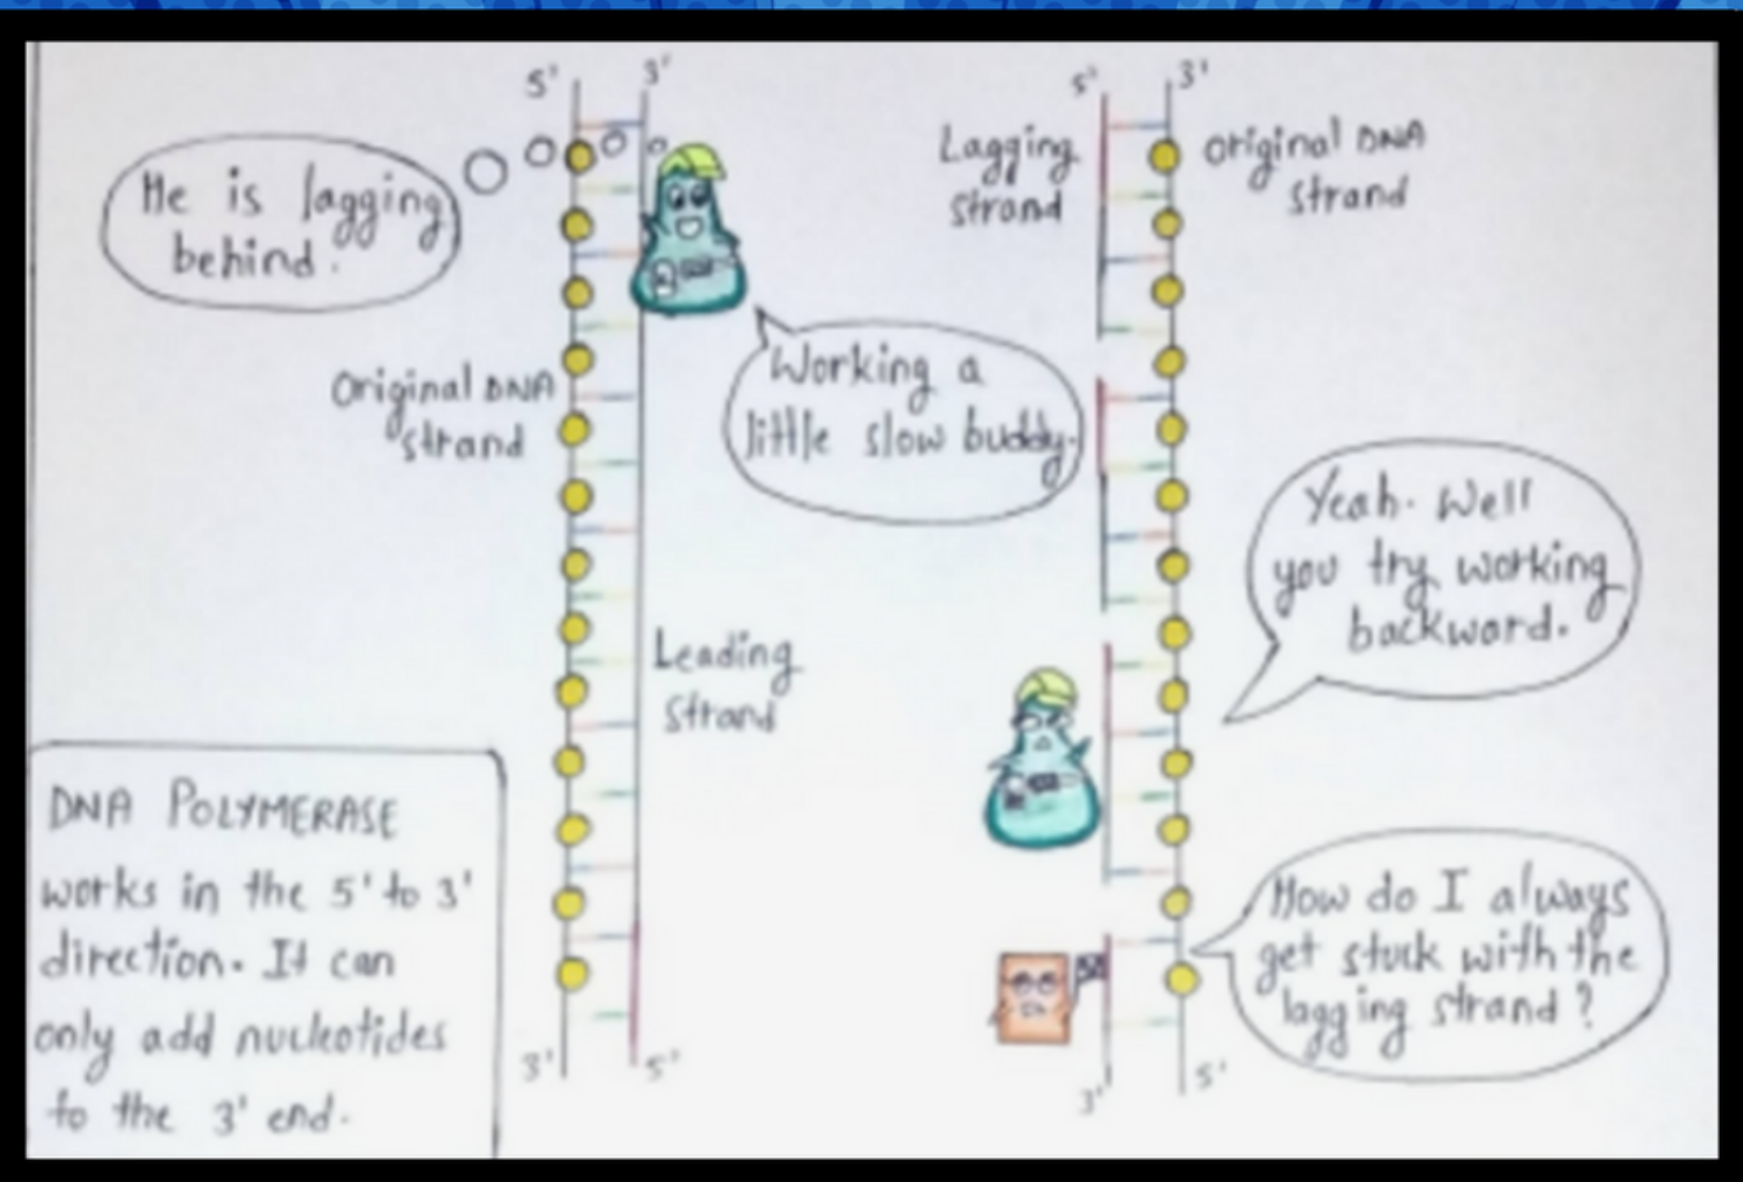 5'
3'
5'
3'
He is lagging
behind.
Lagging
strand
Original DNA
strand
Working a
little slow buddy.
Original DNA
strand
Yeah. Well
you try working
backword.
Leading
strand
DNA POLYMERASE
works in the 5' to 3'
direction. It can
only add nucleotides
to the 3' end.
How do I always
get stuck with the
lagging strand?
3'
5'
3'
5'